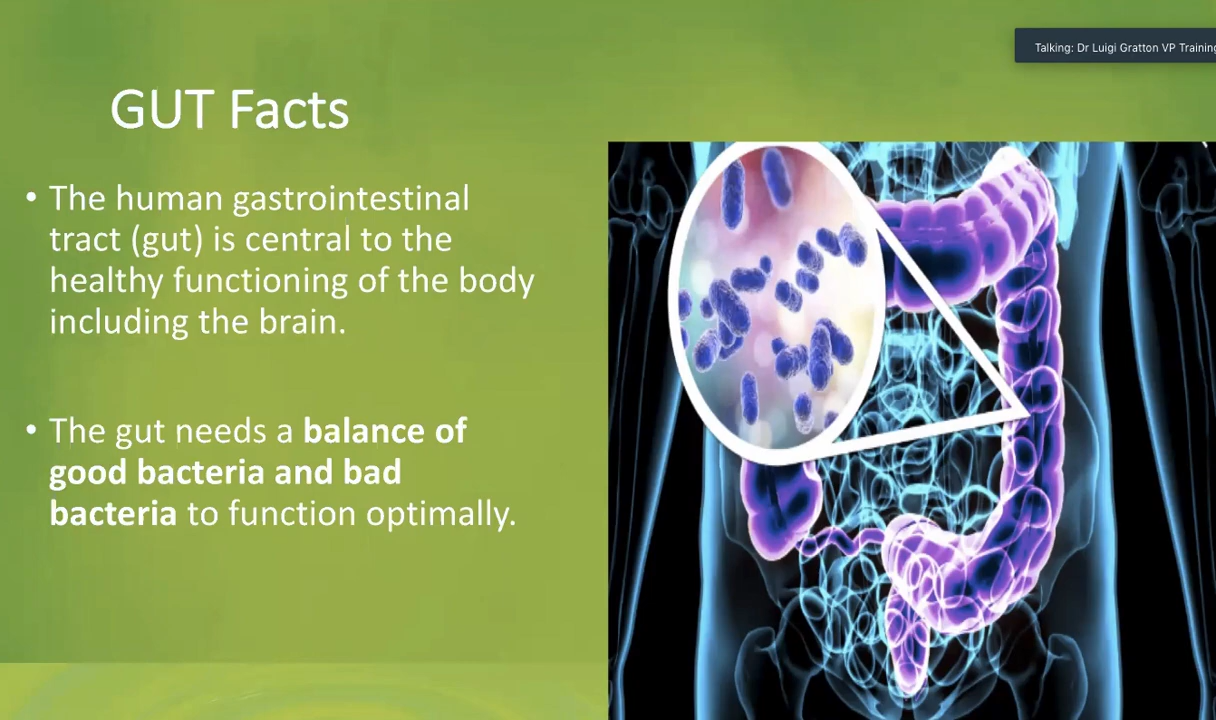 Talking: Dr Luigi Gratton VP Training
GUT Facts
• The human gastrointestinal
tract (gut) is central to the
healthy functioning of the body
including the brain.
• The gut needs a balance of
good bacteria and bad
bacteria to function optimally.